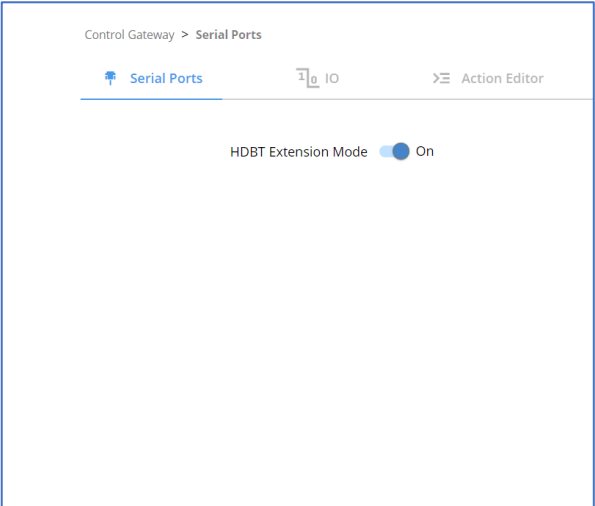 Control Gateway > Serial Ports
Serial Ports IO Action Editor
HDBT Extension Mode On